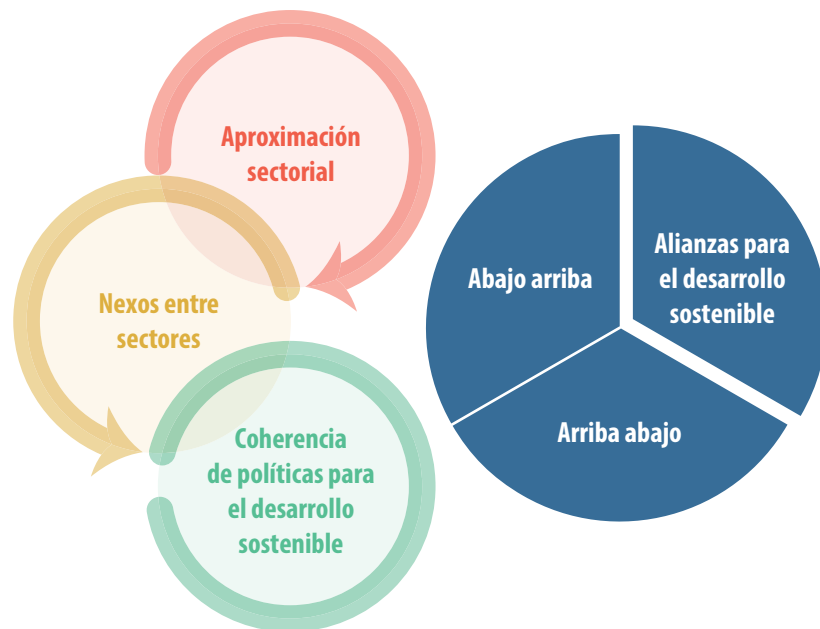 Aproximación
sectorial
Nexos entre
sectores
Coherencia
de políticas para
el desarrollo
sostenible
Abajo arriba
Alianzas para
el desarrollo
sostenible
Arriba abajo